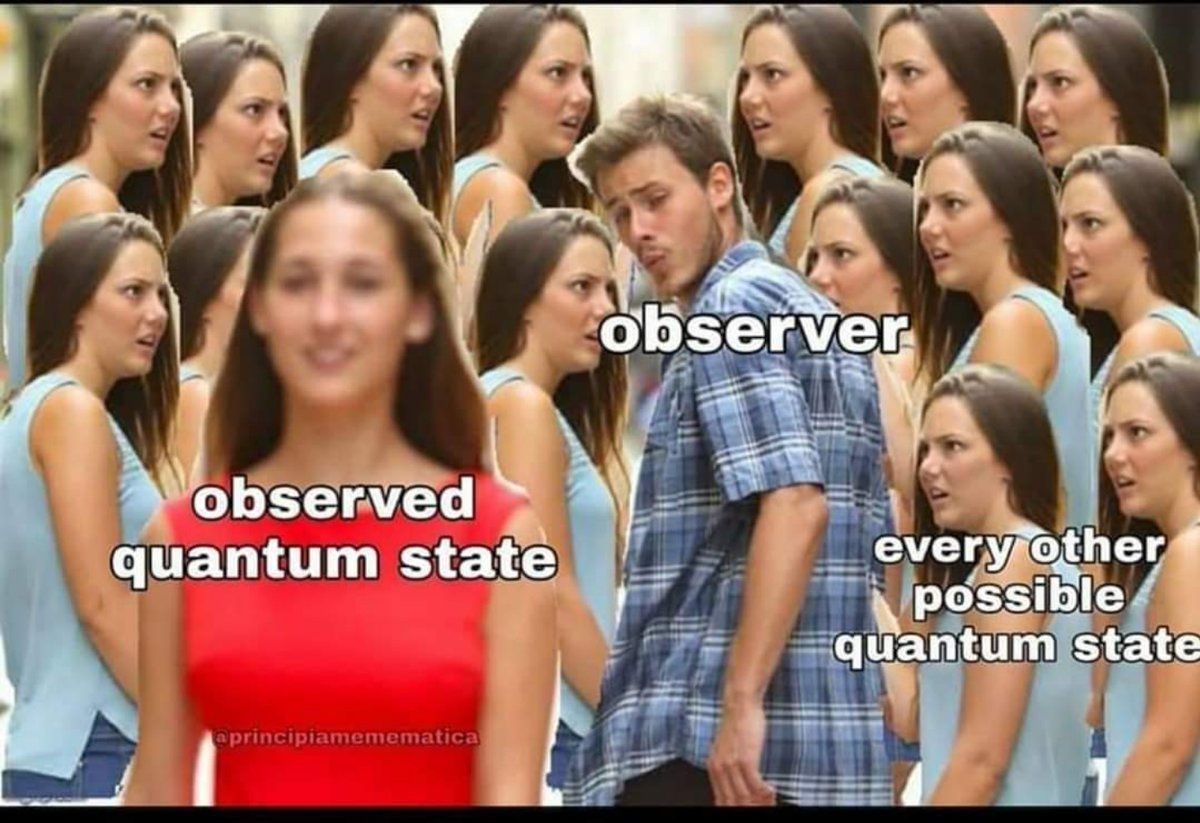 observer
observed
quantum state
every other
possible
quantum state
@principiamemematica